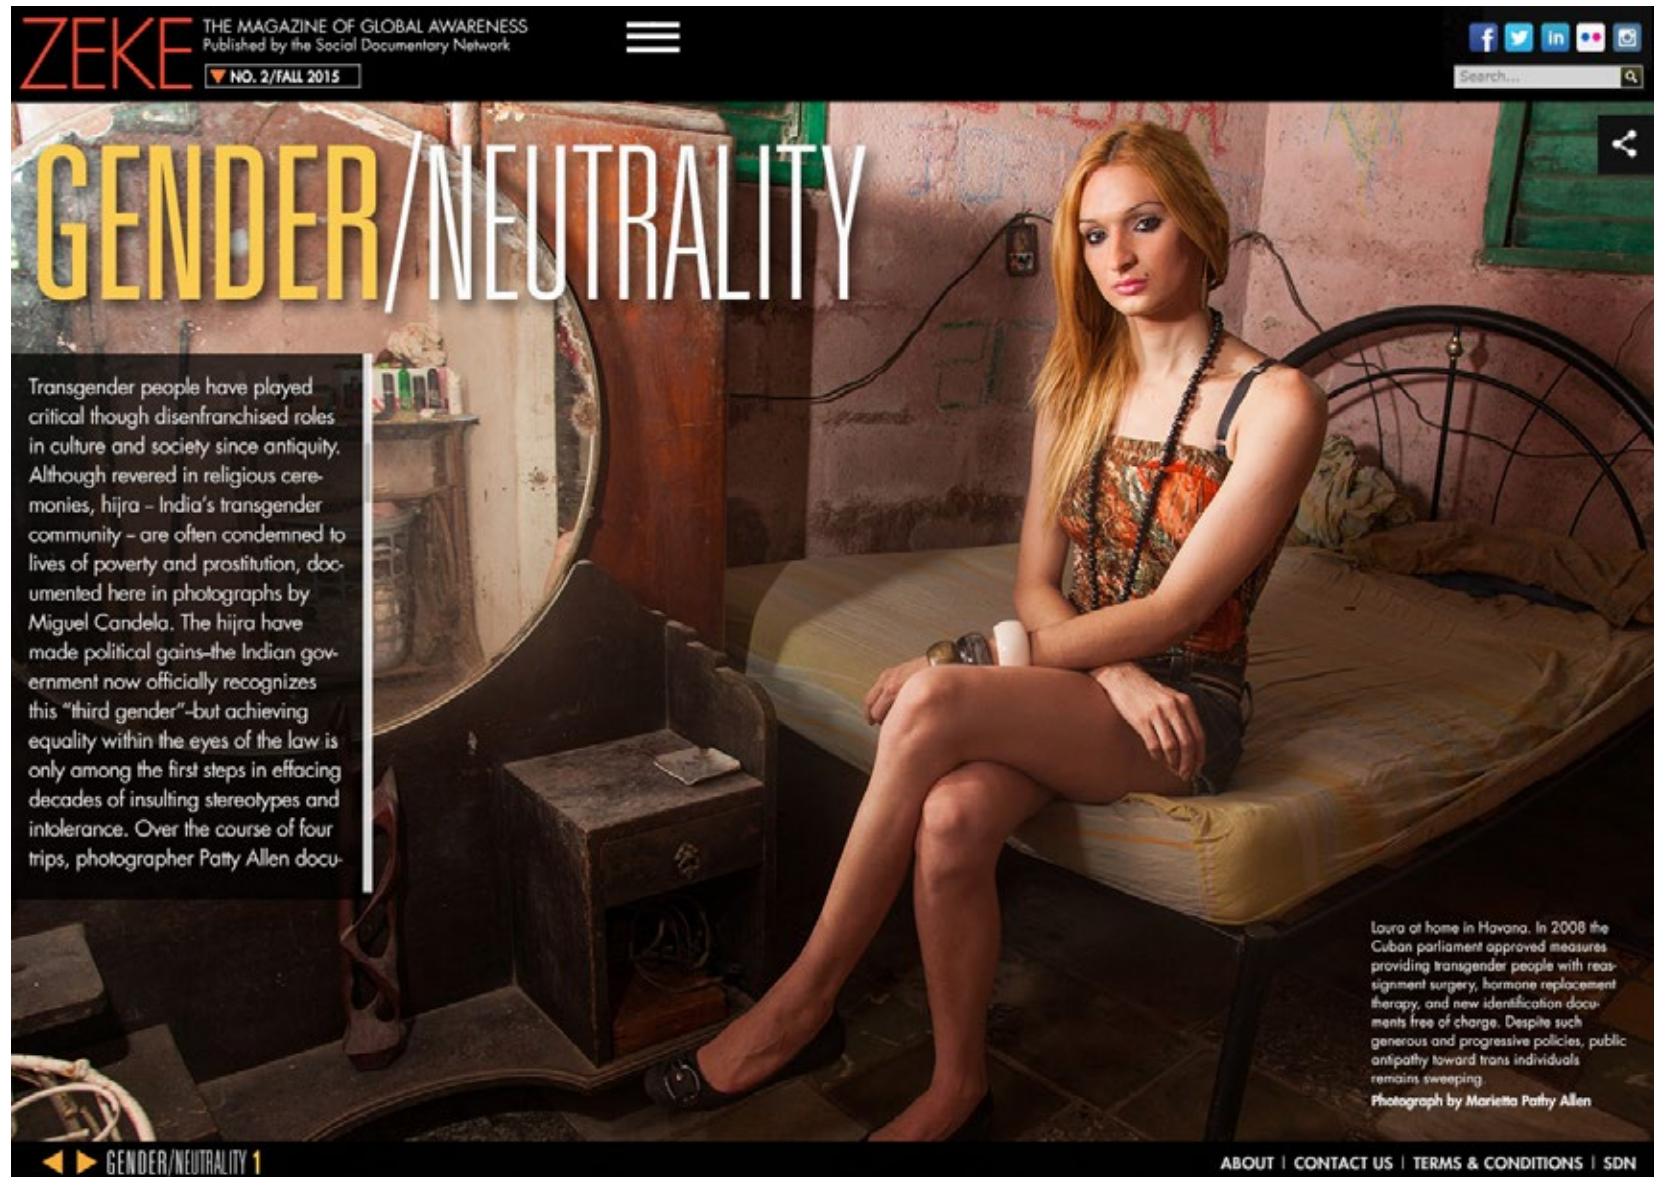 ZEKE
THE MAGAZINE OF GLOBAL AWARENESS
Published by the Social Documentary Network
NO. 2/FALL 2015
Search...
GENDER/NEUTRALITY
Transgender people have played
critical though disenfranchised roles
in culture and society since antiquity.
Although revered in religious cere-
monies, hijra – India's transgender
community – are often condemned to
lives of poverty and prostitution, doc-
umented here in photographs by
Miguel Candela. The hijra have
made political gains–the Indian gov-
ernment now officially recognizes
this "third gender"–but achieving
equality within the eyes of the law is
only among the first steps in effacing
decades of insulting stereotypes and
intolerance. Over the course of four
trips, photographer Patty Allen docu-
Laura at home in Havana. In 2008 the
Cuban parliament approved measures
providing transgender people with reas-
signment surgery, hormone replacement
therapy, and new identification docu-
ments free of charge. Despite such
generous and progressive policies, public
antipathy toward trans individuals
remains sweeping.
Photograph by Marietta Pathy Allen
GENDER/NEUTRALITY 1
ABOUT | CONTACT US | TERMS & CONDITIONS | SDN